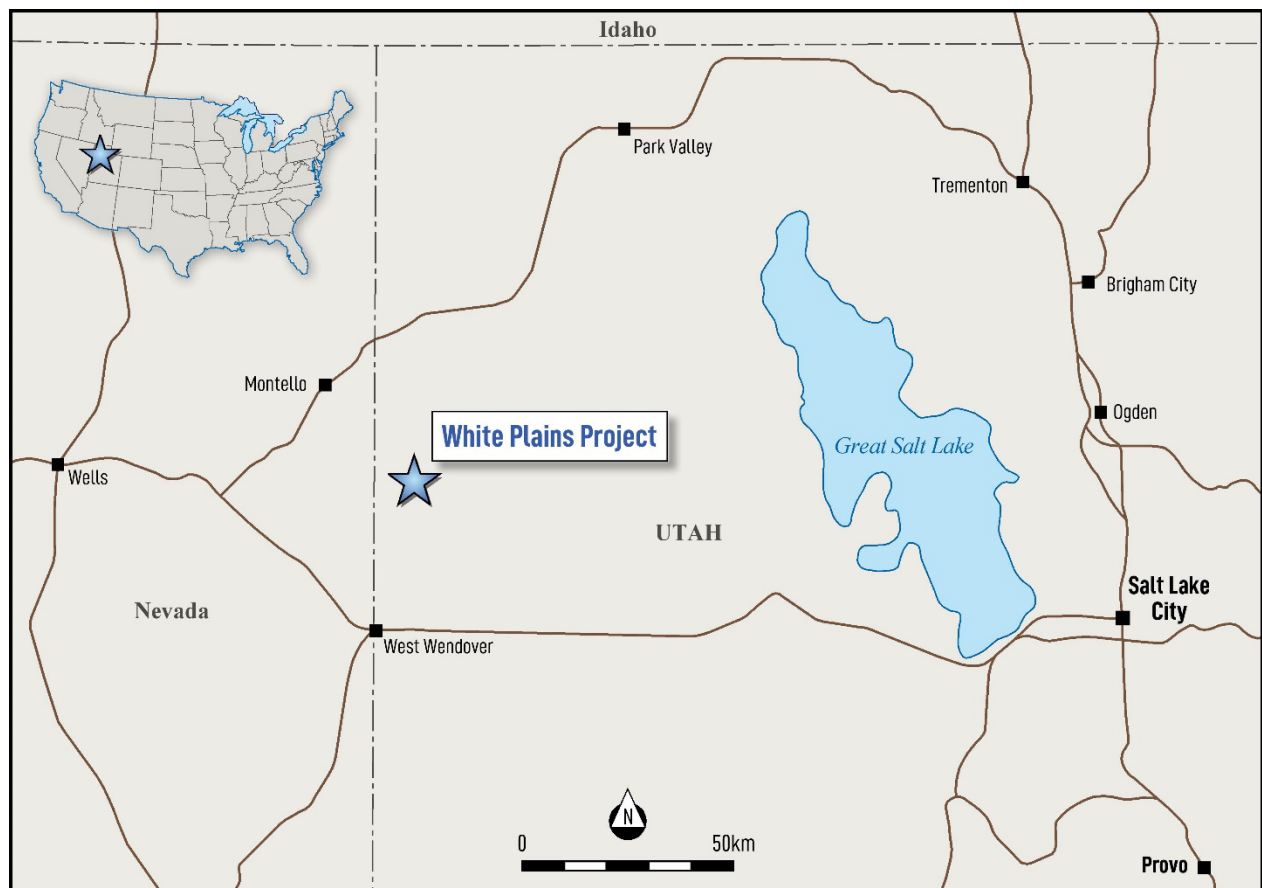 Idaho
Park Valley
Trementon
Brigham City
Montello
Ogden
White Plains Project
Great Salt Lake
Wells
UTAH
Salt Lake
City
Nevada
West Wendover
N
0
50km
Provo